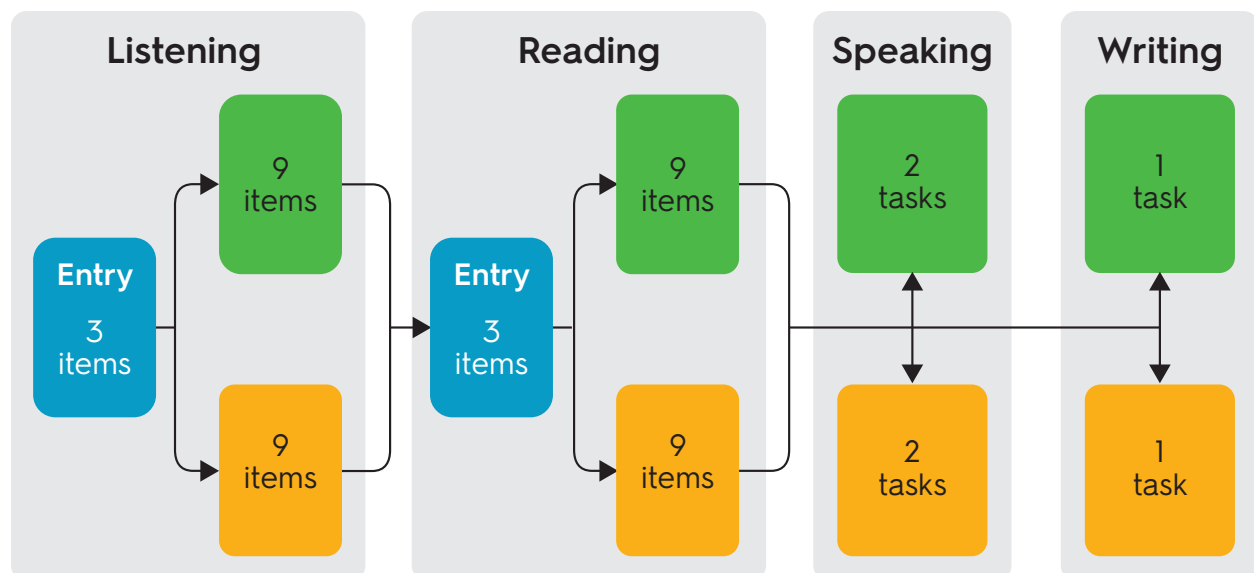 Listening
9
items
Entry
3
items
9
items
Reading
9
items
Entry
3
items
9
items
Speaking
2
tasks
2
tasks
Writing
1
task
1
task